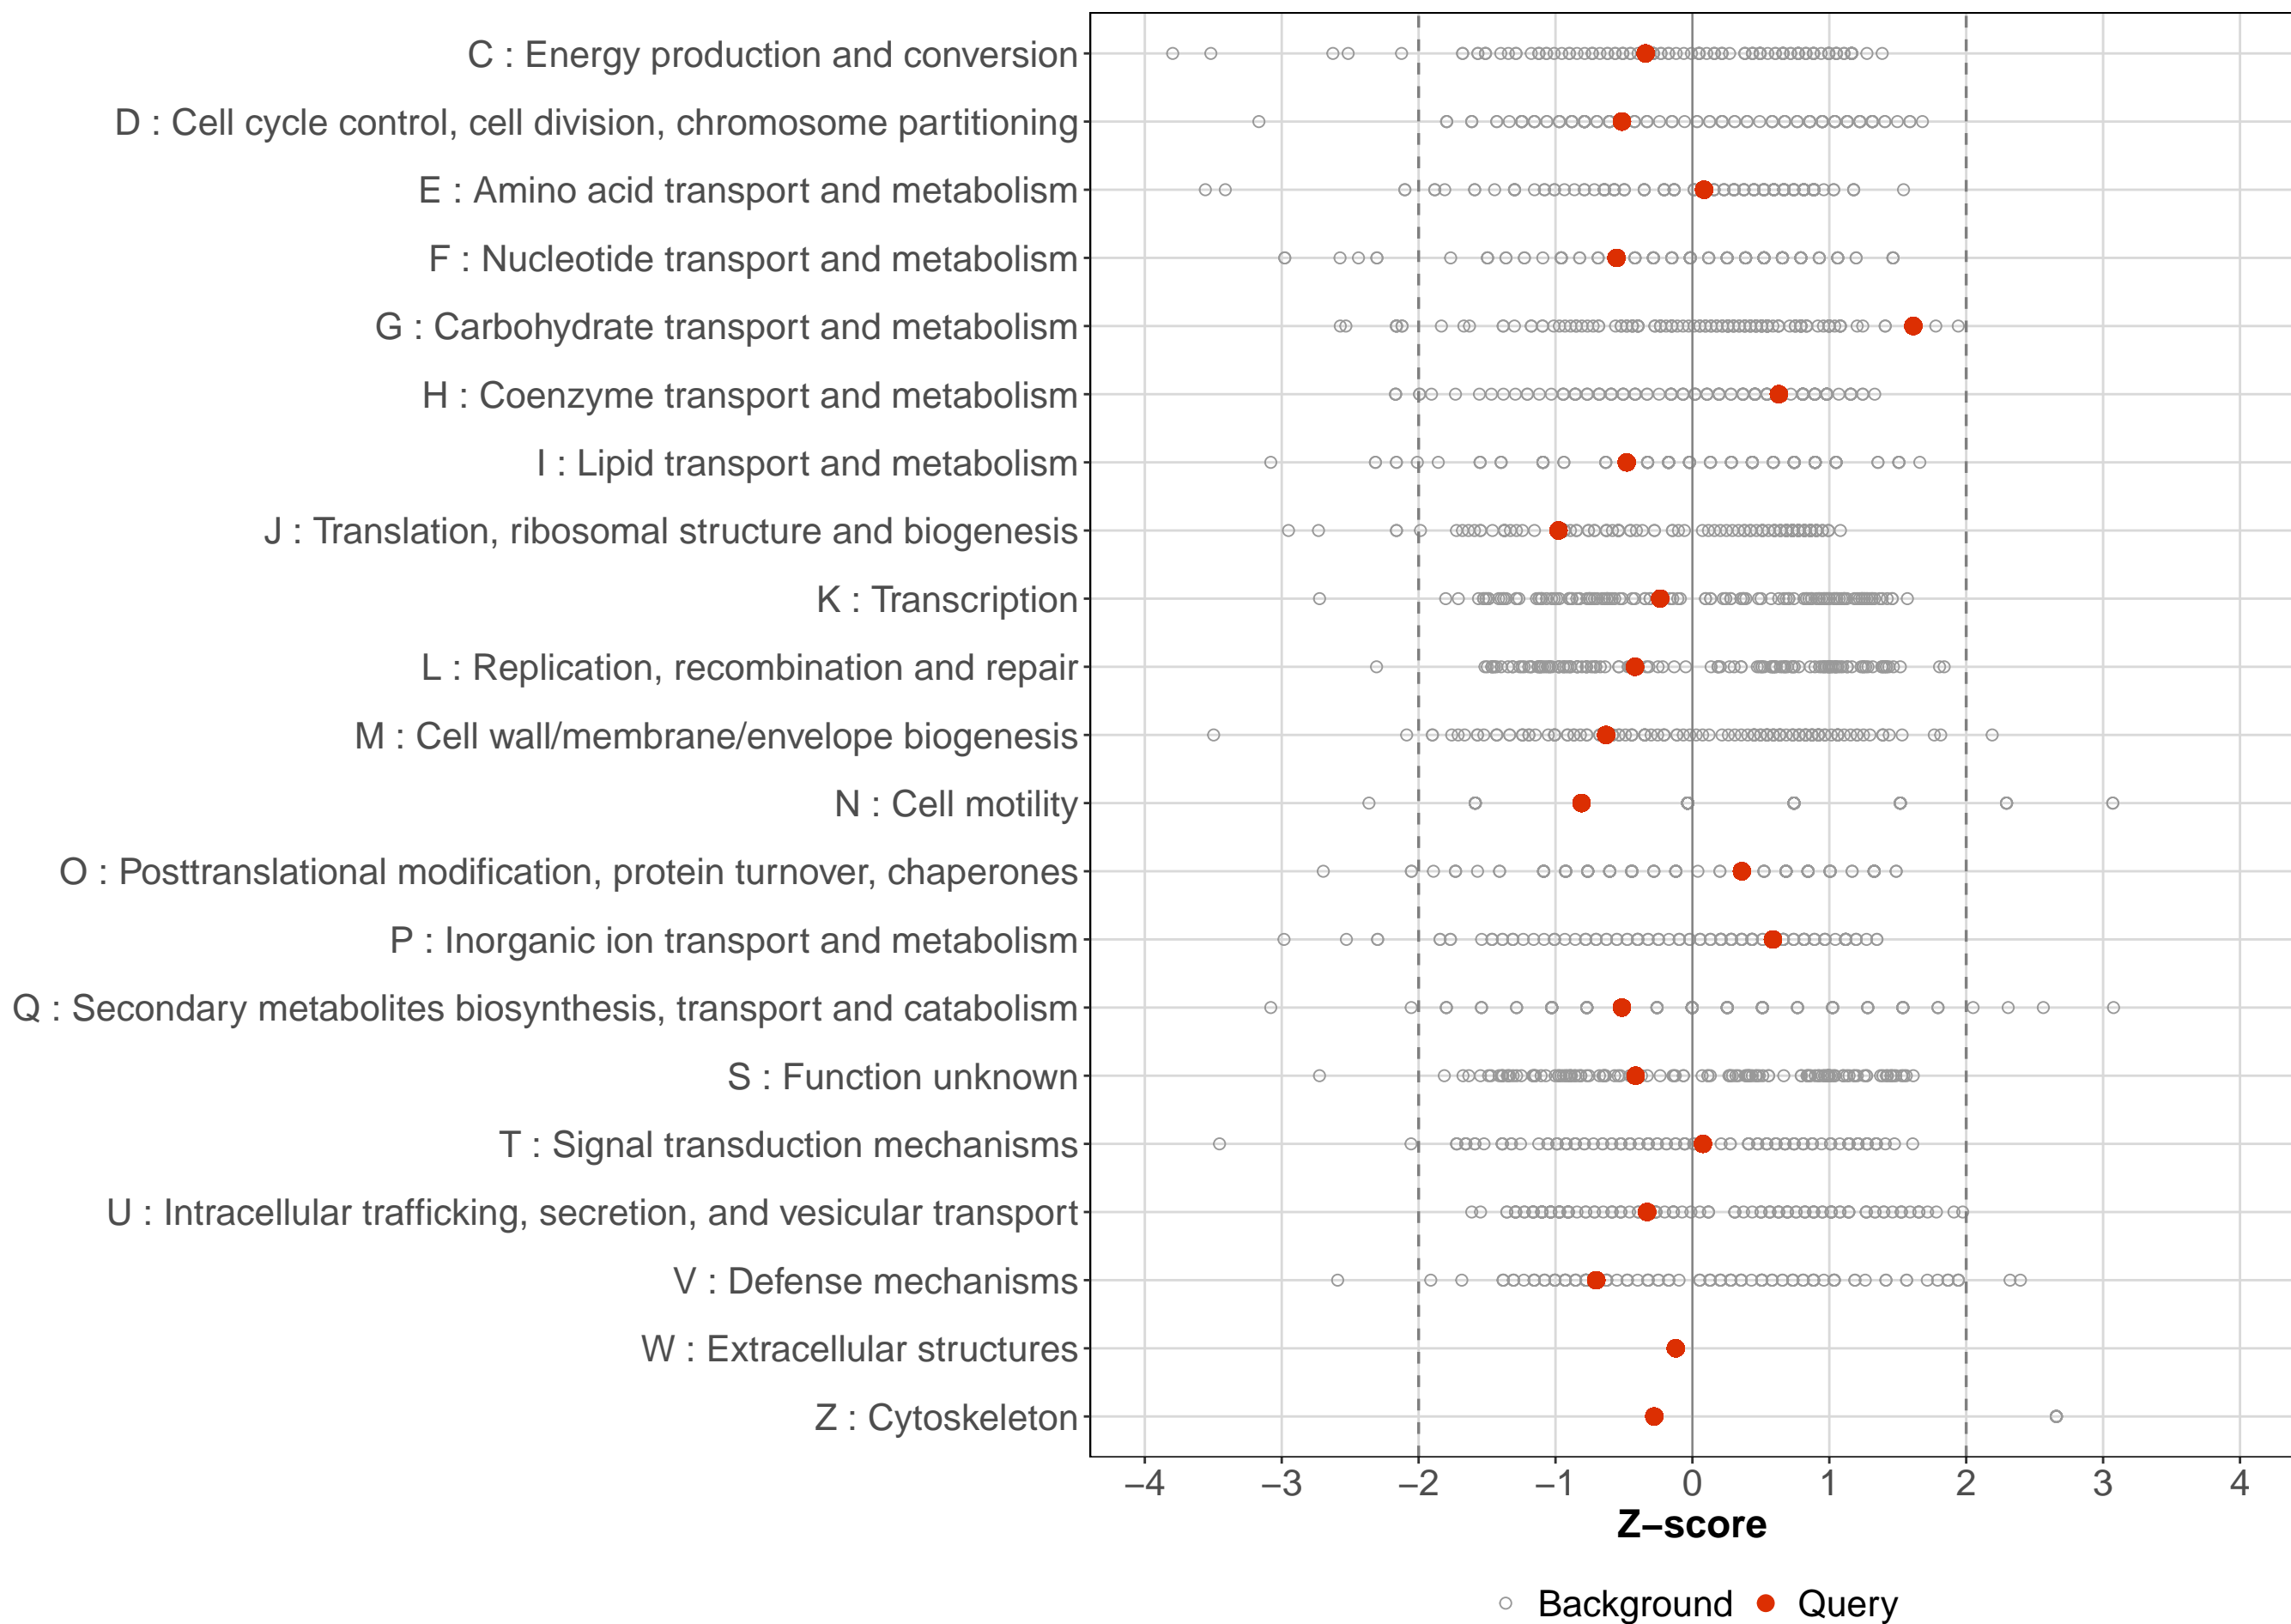 C : Energy production and conversion
D : Cell cycle control, cell division, chromosome partitioning
E : Amino acid transport and metabolism
F : Nucleotide transport and metabolism
G : Carbohydrate transport and metabolism
H : Coenzyme transport and metabolism
I : Lipid transport and metabolism
J : Translation, ribosomal structure and biogenesis
K : Transcription
L : Replication, recombination and repair
M : Cell wall/membrane/envelope biogenesis
N : Cell motility
O : Posttranslational modification, protein turnover, chaperones
P : Inorganic ion transport and metabolism
Q : Secondary metabolites biosynthesis, transport and catabolism
S : Function unknown
T : Signal transduction mechanisms
U : Intracellular trafficking, secretion, and vesicular transport
V : Defense mechanisms
W : Extracellular structures
Z : Cytoskeleton
−4 −3 −2 −1 0 1 2 3 4
Z−score
Background Query